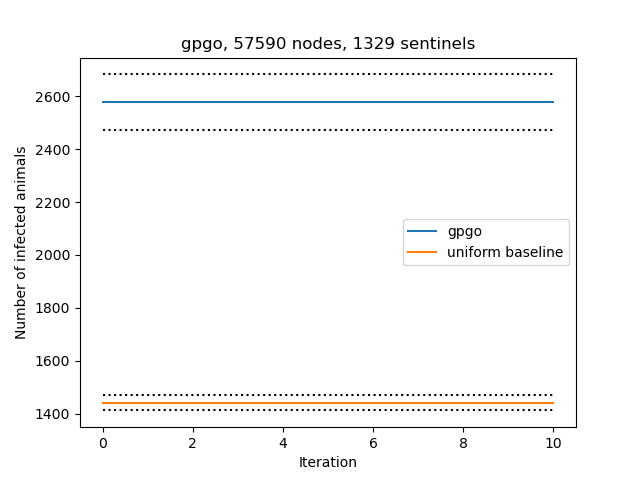 gpgo, 57590 nodes, 1329 sentinels
2600
2400
2200
2000
1800
1600
1400
Number of infected animals
gpgo
uniform baseline
0 2 4 6 8 10
Iteration